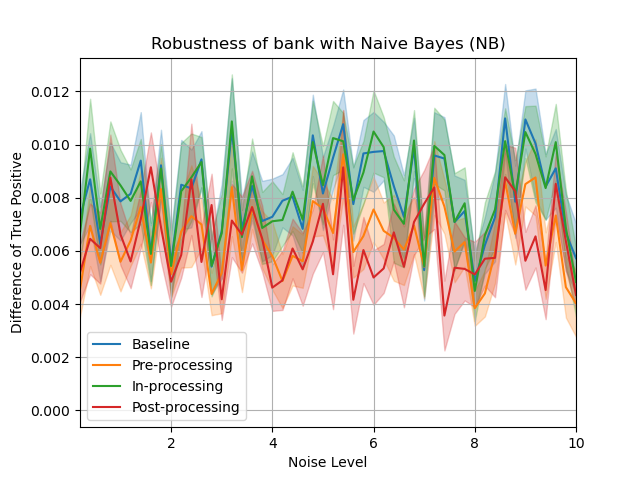 Robustness of bank with Naive Bayes (NB)
Difference of True Positive
0.012
0.010
0.008
0.006
0.004
0.002
0.000
Baseline
Pre-processing
In-processing
Post-processing
2 4 6 8 10
Noise Level